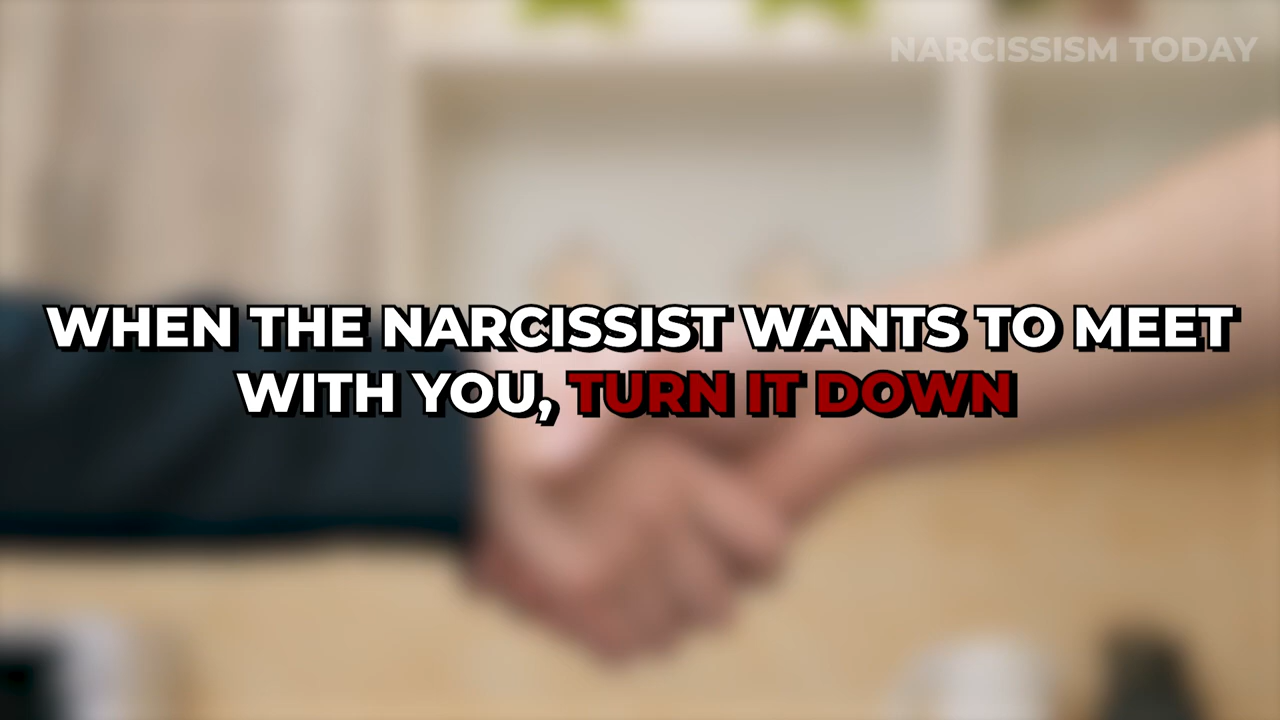 NARCISSISM TODAY
WHEN THE NARCISSIST WANTS TO MEET
WITH YOU, TURN IT DOWN